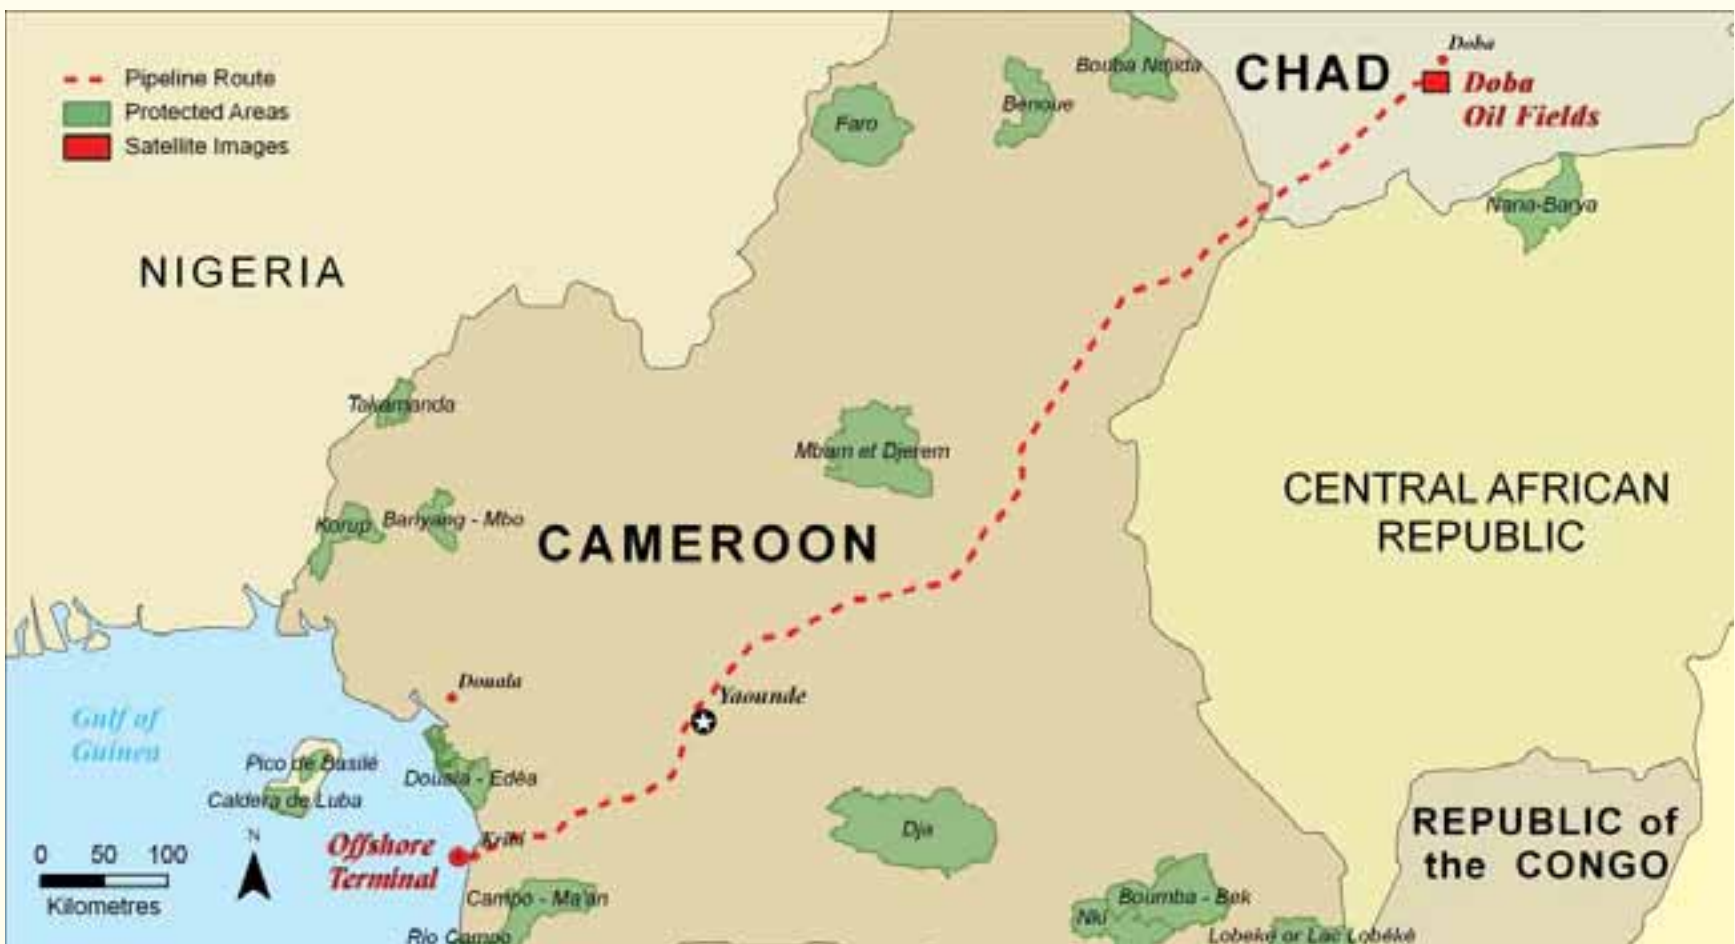 Pipeline Route
Protected Areas
Satellite Images
Doba
CHAD
Doba
Oil Fields
Bouba Ndjida
Benoue
Faro
Nana-Barya
NIGERIA
Takamanda
Mbam et Djerem
CENTRAL AFRICAN
REPUBLIC
Korup
Banyang - Mbo
CAMEROON
Douala
Yaounde
Gulf of
Guinea
Pico de Basilé
Caldera de Luba
Douala - Edéa
N
0 50 100
Kilometres
Offshore
Terminal
Kribi
Dja
REPUBLIC of
the CONGO
Campo - Ma'an
Rio Campo
Boumba - Bek
Nki
Lobeke or Lac Lobéké